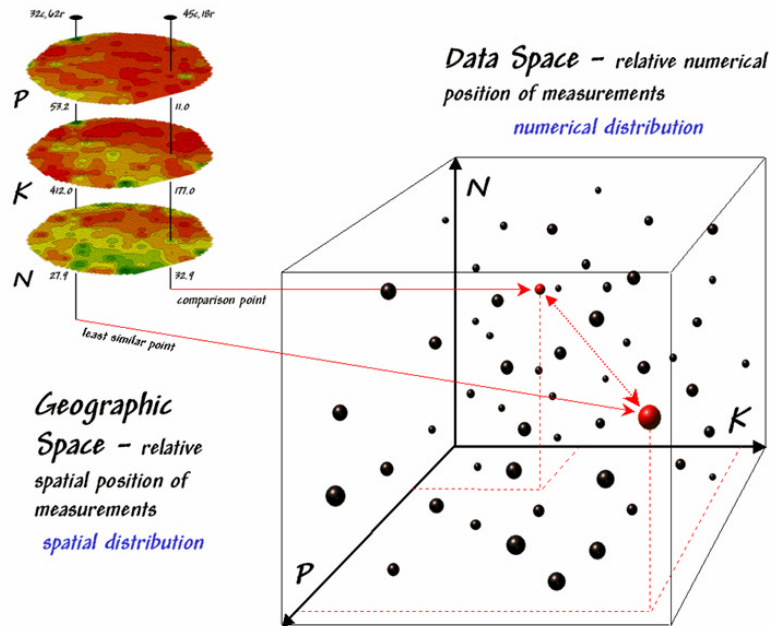 32c,62r
45c,18r
P
53.2
11.0
K
412.0
177.0
N
27.9
32.9
comparison point
least similar point
Geographic
Space – relative
spatial position of
measurements
spatial distribution
Data Space – relative numerical
position of measurements
numerical distribution
N
K
P